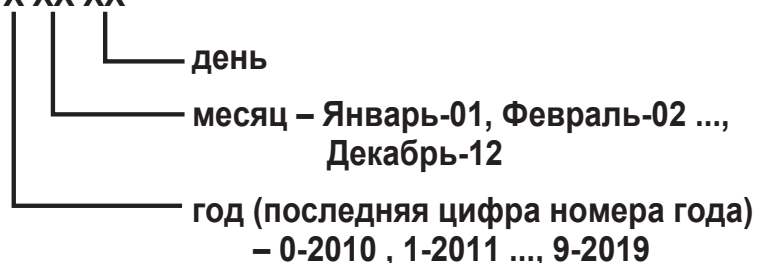 X XX XX
день
месяц – Январь-01, Февраль-02 ...,
Декабрь-12
год (последняя цифра номера года)
– 0-2010 , 1-2011 ..., 9-2019